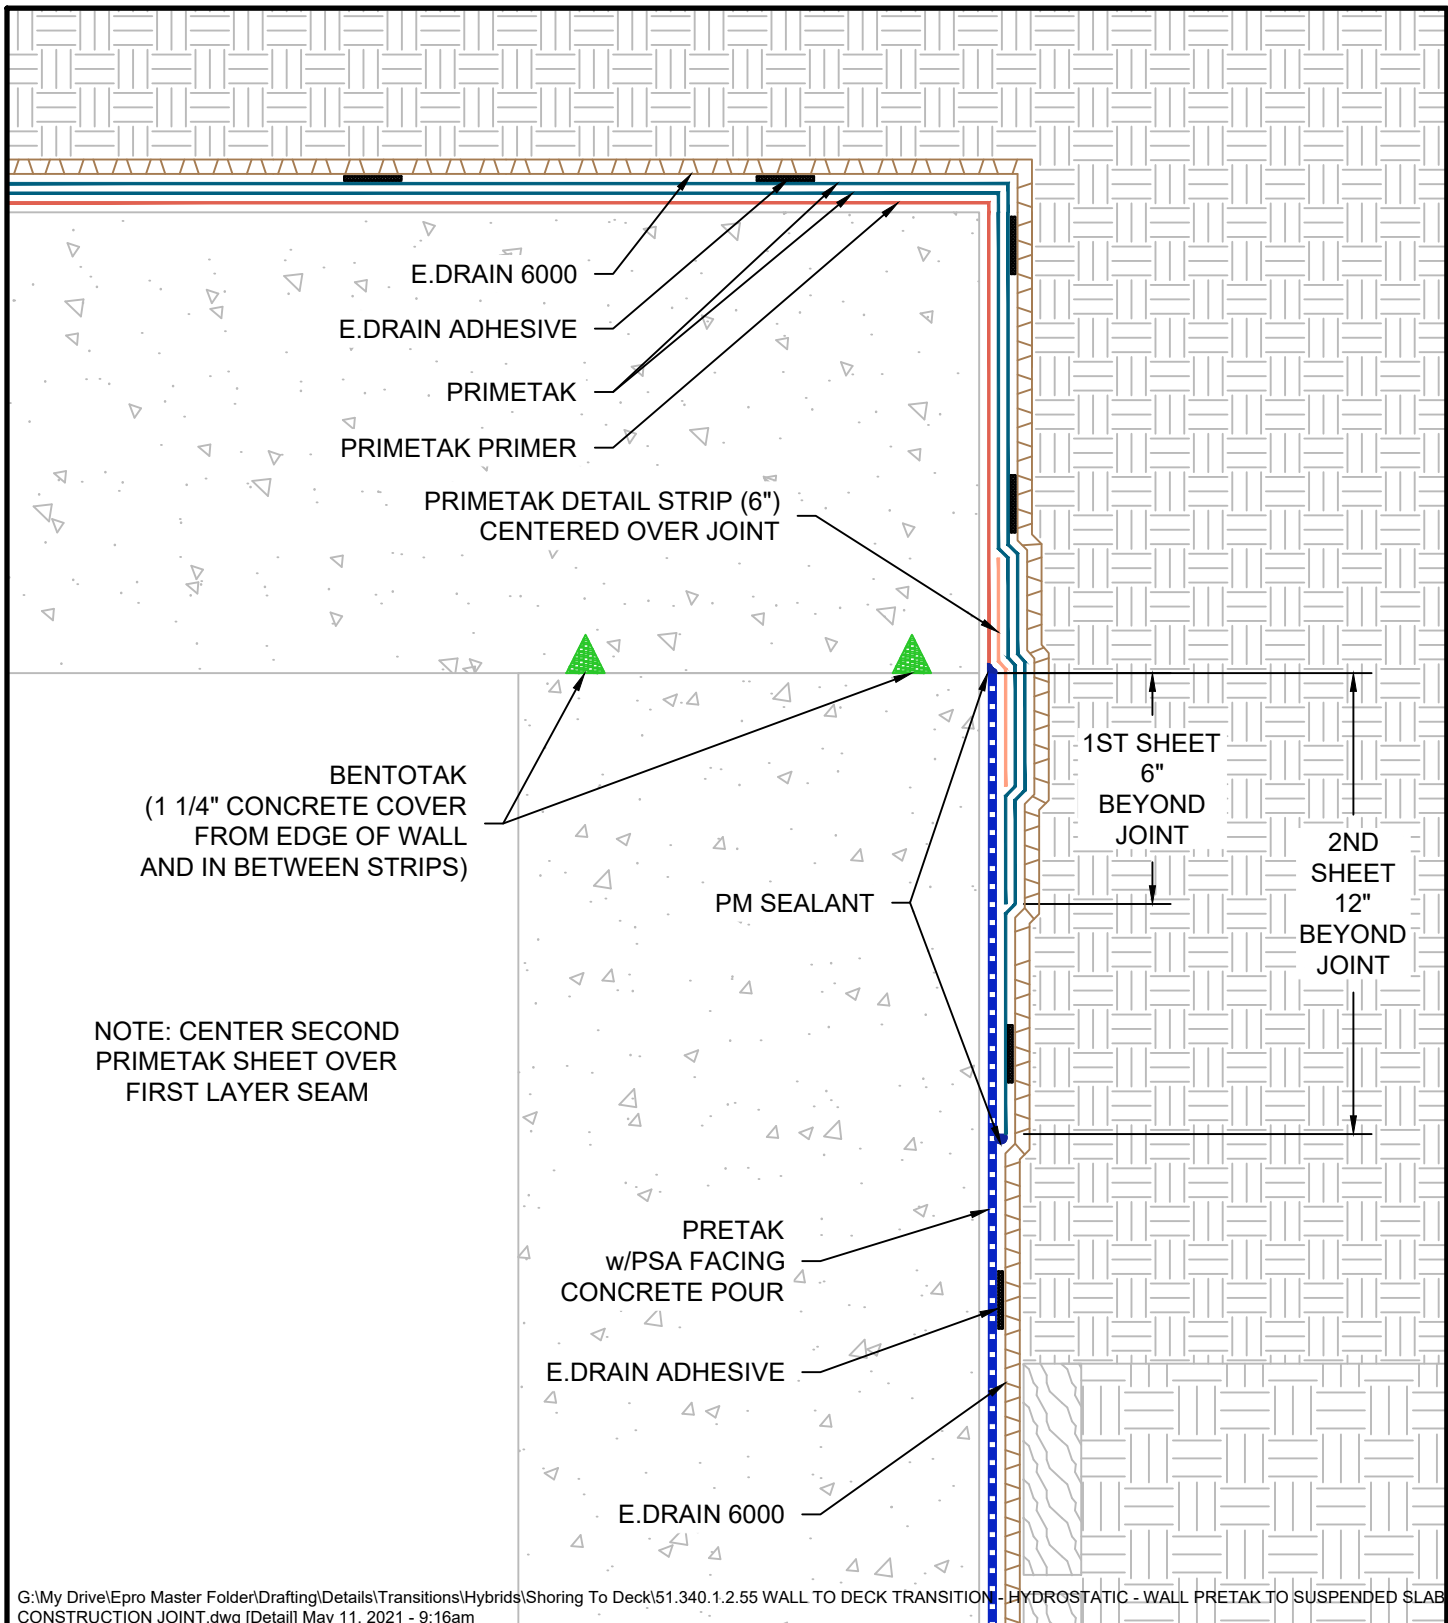 E.DRAIN 6000
E.DRAIN ADHESIVE
PRIMETAK
PRIMETAK PRIMER
PRIMETAK DETAIL STRIP (6")
CENTERED OVER JOINT
1ST SHEET
6"
BEYOND
JOINT
BENTOTAK
(1 1/4" CONCRETE COVER
FROM EDGE OF WALL
AND IN BETWEEN STRIPS)
2ND
SHEET
12"
BEYOND
JOINT
PM SEALANT
NOTE: CENTER SECOND
PRIMETAK SHEET OVER
FIRST LAYER SEAM
PRETAK
w/PSA FACING
CONCRETE POUR
E.DRAIN ADHESIVE
E.DRAIN 6000
G:\My Drive\Epro Master Folder\Drafting\Details\Transitions\Hybrids\Shoring To Deck\51.340.1.2.55 WALL TO DECK TRANSITION - HYDROSTATIC - WALL PRETAK TO SUSPENDED SLAB
CONSTRUCTION JOINT.dwg [Detail] May 11, 2021 - 9:16am